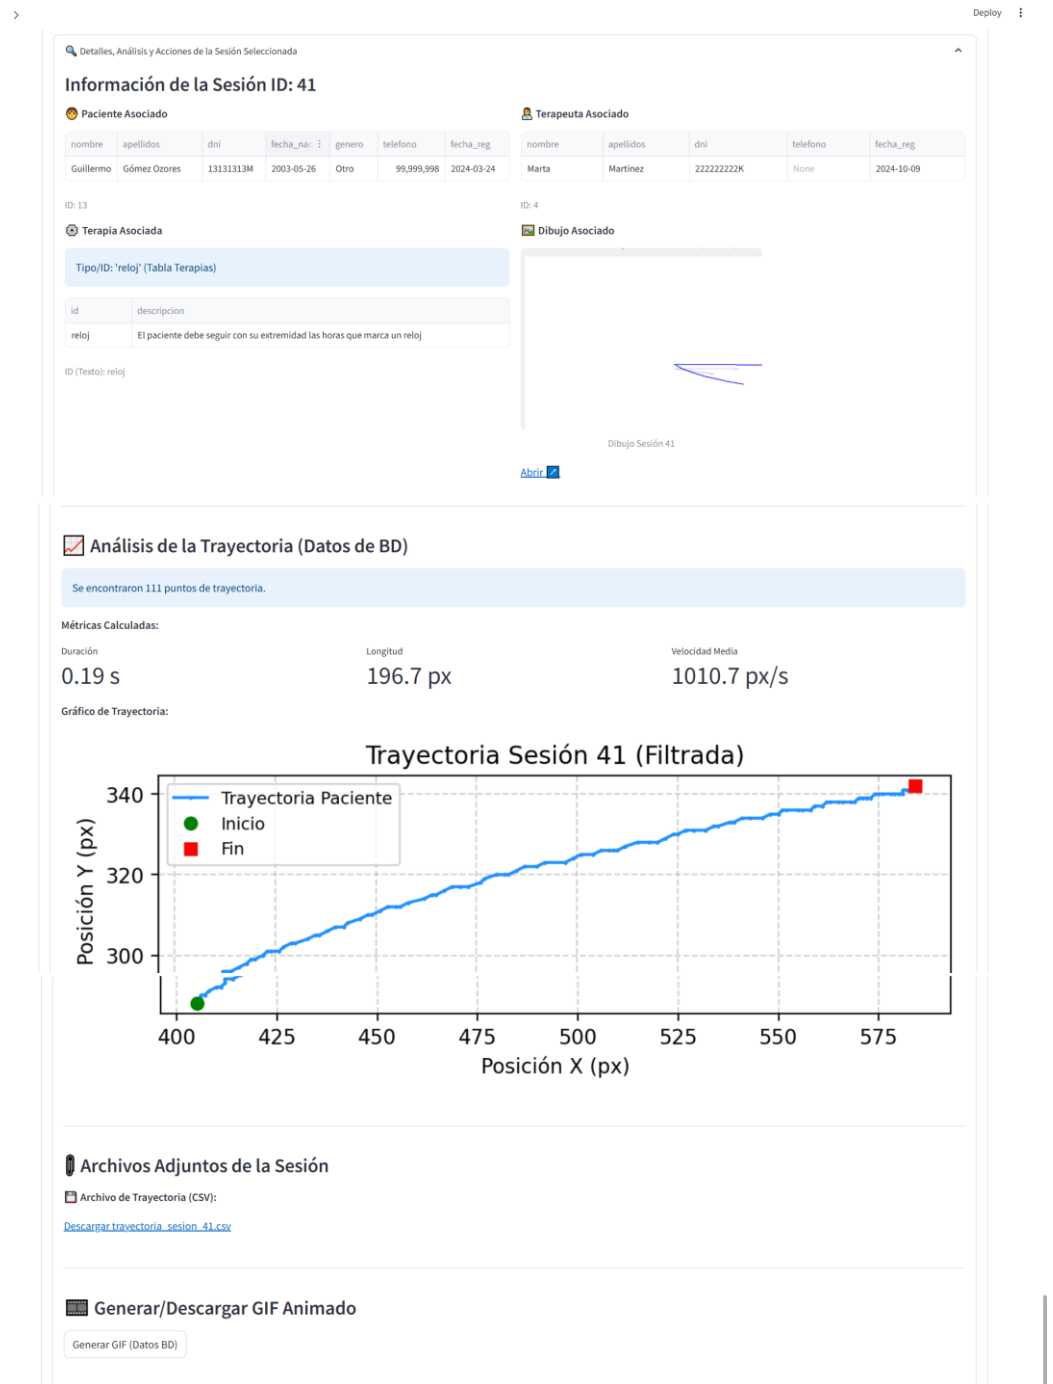 Deploy
Detalles, Análisis y Acciones de la Sesión Seleccionada
Información de la Sesión ID: 41
Paciente Asociado
nombre apellidos dni fecha_na: genero telefono fecha_reg
Guillermo Gómez Ozores 13131313M 2003-05-26 Otro 99,999,998 2024-03-24
ID: 13
Terapeuta Asociado
nombre apellidos dni telefono fecha_reg
Marta Martinez 222222222K None 2024-10-09
ID: 4
Terapia Asociada
Tipo/ID: 'reloj' (Tabla Terapias)
id descripcion
reloj El paciente debe seguir con su extremidad las horas que marca un reloj
ID (Texto): reloj
Dibujo Asociado
Dibujo Sesión 41
Abrir
Análisis de la Trayectoria (Datos de BD)
Se encontraron 111 puntos de trayectoria.
Métricas Calculadas:
Duración Longitud Velocidad Media
0.19 s 196.7 px 1010.7 px/s
Gráfico de Trayectoria:
Trayectoria Sesión 41 (Filtrada)
Trayectoria Paciente
Inicio
Fin
Posición Y (px)
340
320
300
400 425 450 475 500 525 550 575
Posición X (px)
Archivos Adjuntos de la Sesión
Archivo de Trayectoria (CSV):
Descargar trayectoria_sesion_41.csv
Generar/Descargar GIF Animado
Generar GIF (Datos BD)